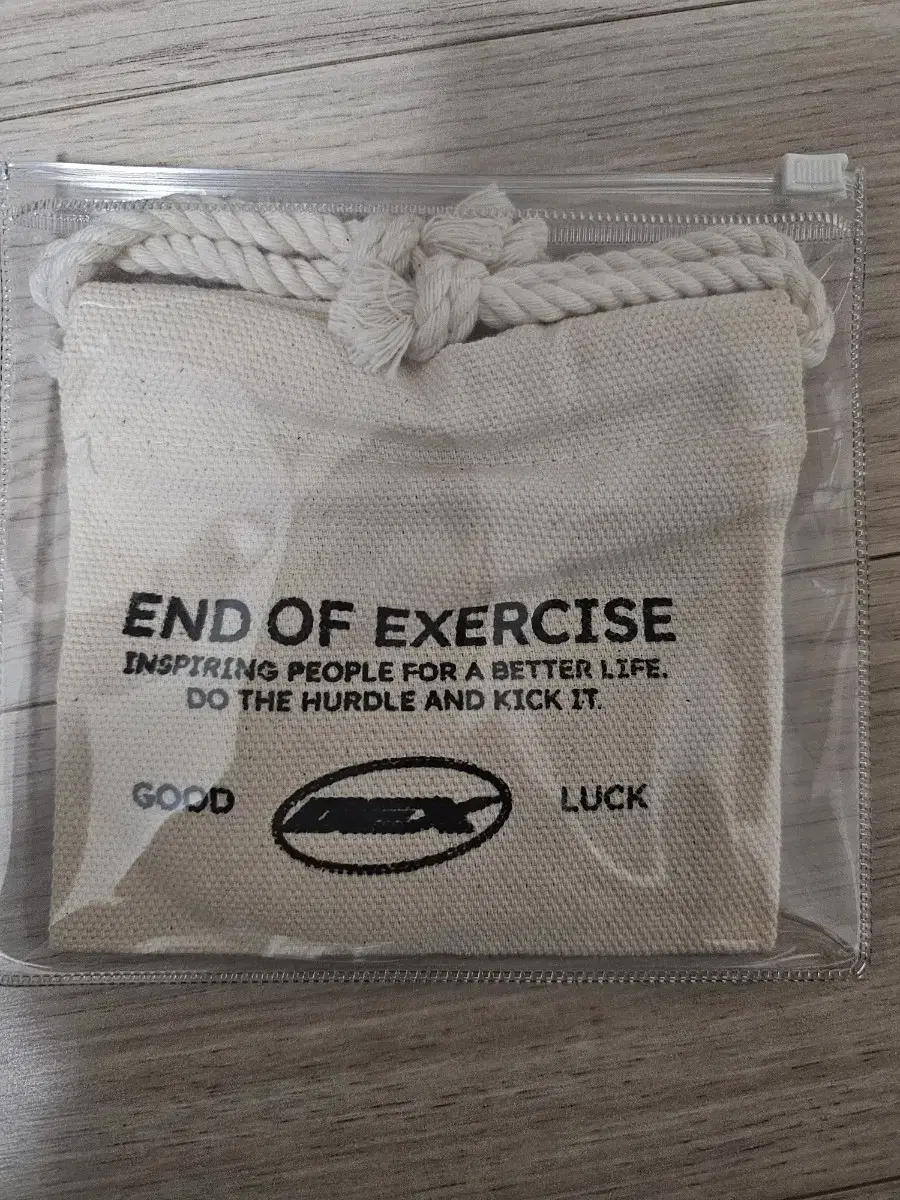 END OF EXERCISE
INSPIRING PEOPLE FOR A BETTER LIFE.
DO THE HURDLE AND KICK IT.
GOOD LUCK